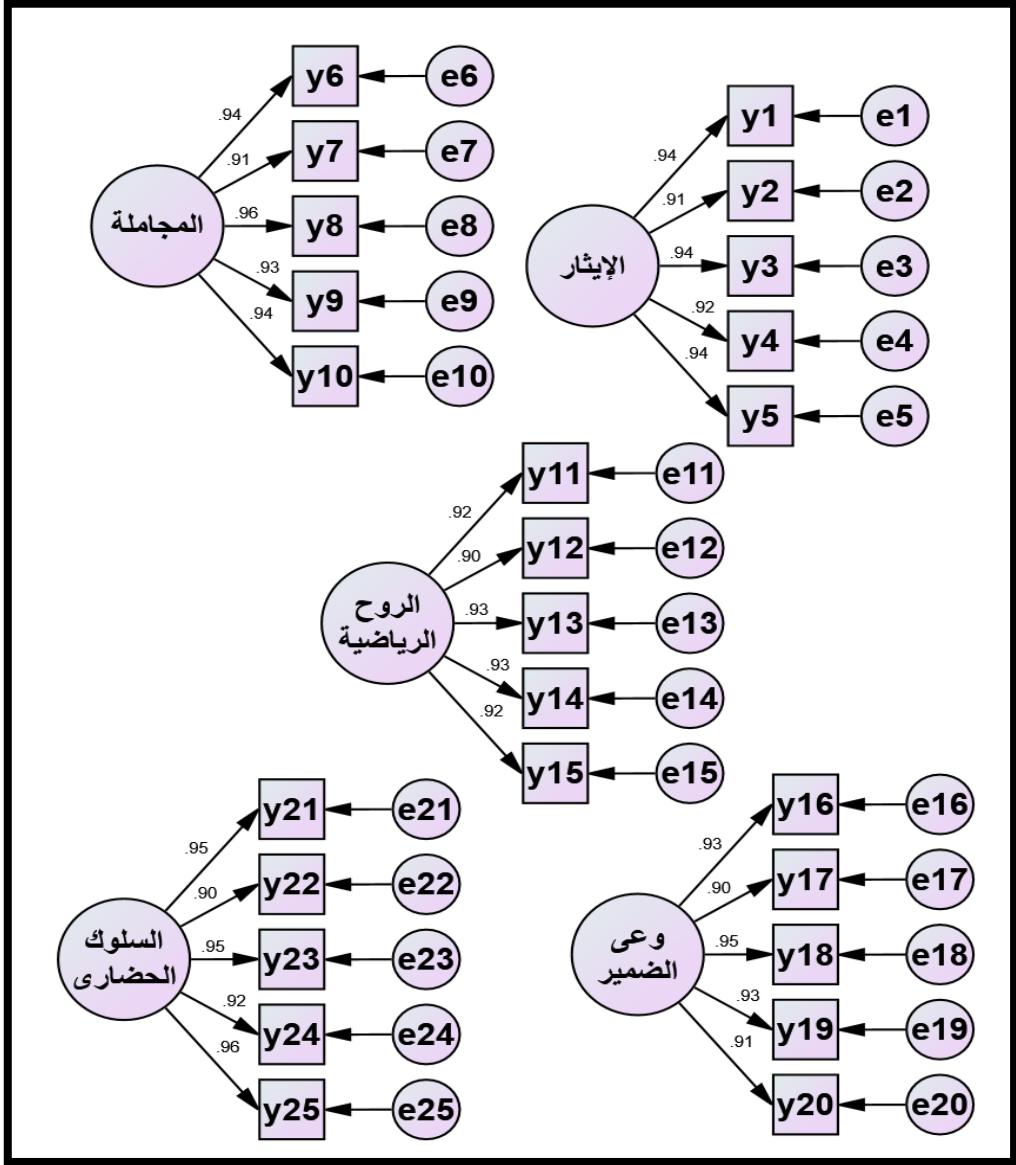 y6 e6
.94
y7 e7
.91
المجاملة
.96 y8 e8
.93
y9 e9
.94
y10 e10
y1 e1
.94
y2 e2
.91
الإيثار
.94 y3 e3
.92
y4 e4
.94
y5 e5
y11 e11
.92
y12 e12
.90
الروح
الرياضية
.93 y13 e13
.93
y14 e14
.92
y15 e15
y21 e21
.95
y22 e22
.90
السلوك
الحضارى
.95 y23 e23
.92
y24 e24
.96
y25 e25
y16 e16
.93
y17 e17
.90
وعى
الضمير
.95 y18 e18
.93
y19 e19
.91
y20 e20